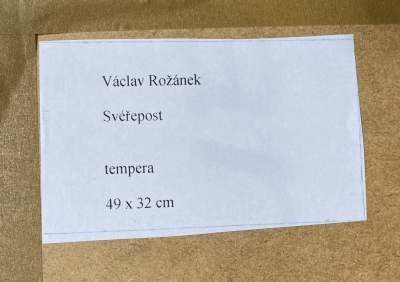 Václav Rožánek
Svéřepost
tempera
49 x 32 cm